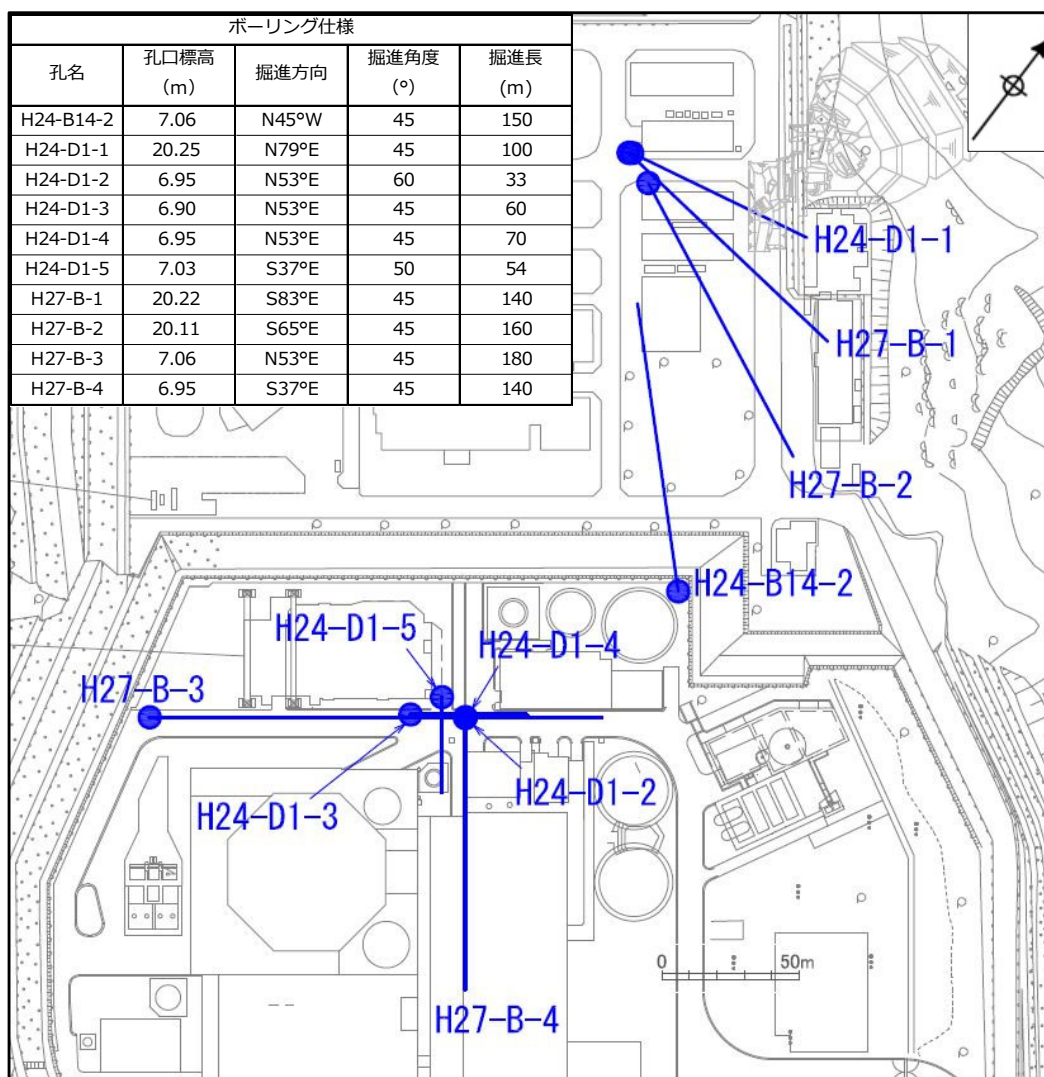 ボーリング仕様
孔名 孔口標高(m) 掘進方向 掘進角度(°) 掘進長(m)
H24-B14-2 7.06 N45°W 45 150
H24-D1-1 20.25 N79°E 45 100
H24-D1-2 6.95 N53°E 60 33
H24-D1-3 6.90 N53°E 45 60
H24-D1-4 6.95 N53°E 45 70
H24-D1-5 7.03 S37°E 50 54
H27-B-1 20.22 S83°E 45 140
H27-B-2 20.11 S65°E 45 160
H27-B-3 7.06 N53°E 45 180
H27-B-4 6.95 S37°E 45 140
H24-D1-1
H27-B-1
H27-B-2
H24-B14-2
H24-D1-5
H24-D1-4
H27-B-3
H24-D1-3
H24-D1-2
0 50m
H27-B-4